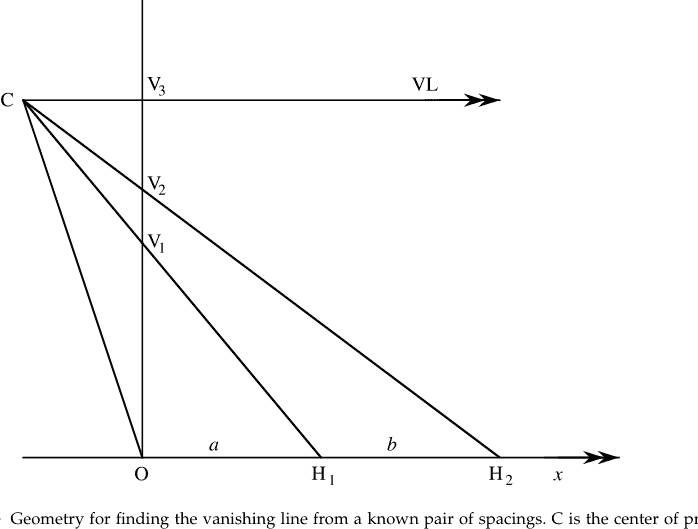 V3
VL
C
V2
V1
a
b
O
H1
H2
x
Geometry for finding the vanishing line from a known pair of spacings. C is the center of